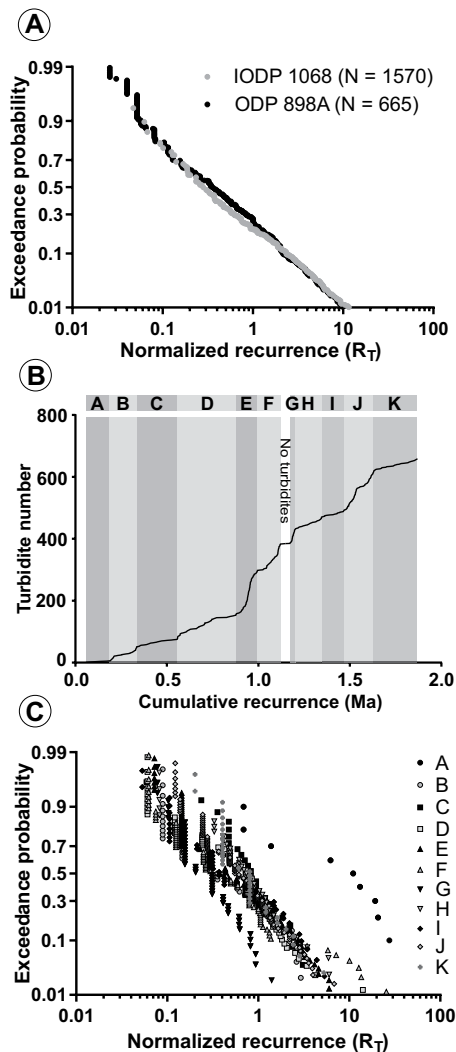 A
Exceedance probability
0.99
0.9
0.7
0.5
0.3
0.1
0.01
IODP 1068 (N = 1570)
ODP 898A (N = 665)
0.01 0.1 1 10 100
Normalized recurrence (RT)
B
A B C D E F G H I J K
Turbidite number
800
600
400
200
0
No turbidites
0.0 0.5 1.0 1.5 2.0
Cumulative recurrence (Ma)
C
Exceedance probability
0.99
0.9
0.7
0.5
0.3
0.1
0.01
A
B
C
D
E
F
G
H
I
J
K
0.01 0.1 1 10 100
Normalized recurrence (RT)